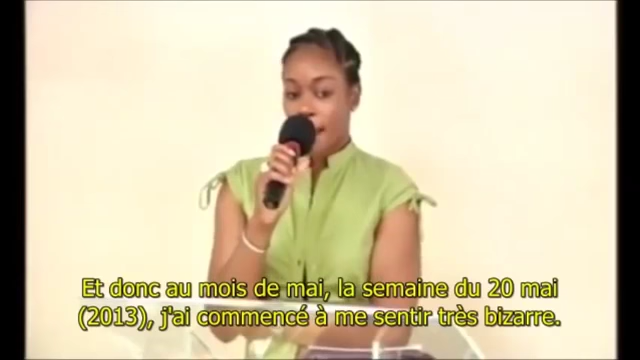 Et donc au mois de mai, la semaine du 20 mai
(2013), j'ai commencé à me sentir très bizarre.